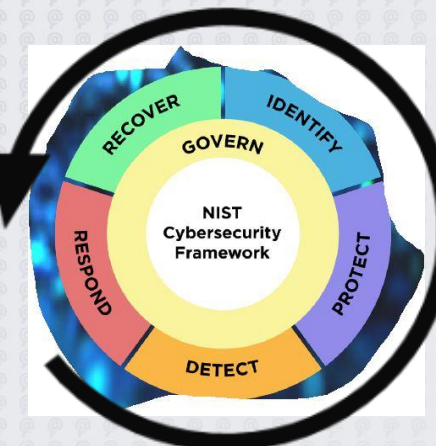 RECOVER
IDENTIFY
GOVERN
NIST
Cybersecurity
Framework
RESPOND
PROTECT
DETECT